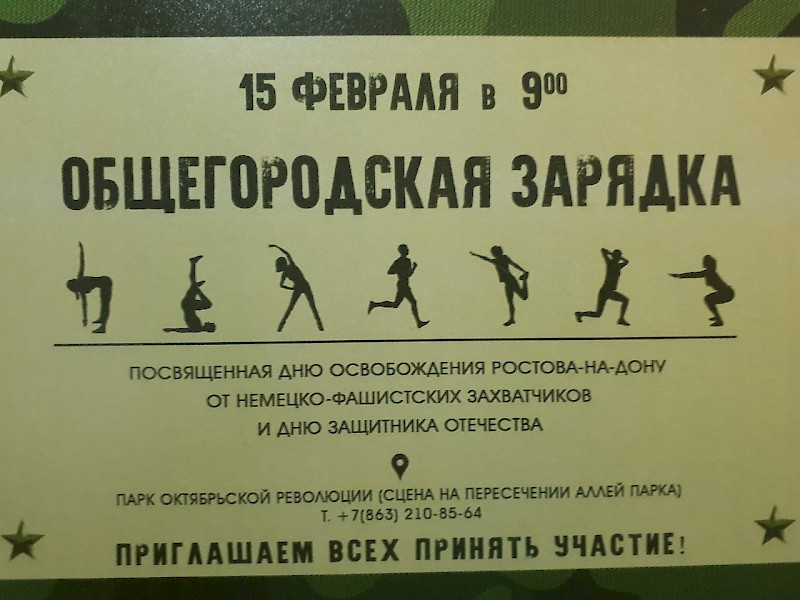 15 ФЕВРАЛЯ в 9⁰⁰
ОБЩЕГОРОДСКАЯ ЗАРЯДКА
ПОСВЯЩЕННАЯ ДНЮ ОСВОБОЖДЕНИЯ РОСТОВА-НА-ДОНУ
ОТ НЕМЕЦКО-ФАШИСТСКИХ ЗАХВАТЧИКОВ
И ДНЮ ЗАЩИТНИКА ОТЕЧЕСТВА
ПАРК ОКТЯБРЬСКОЙ РЕВОЛЮЦИИ (СЦЕНА НА ПЕРЕСЕЧЕНИИ АЛЛЕЙ ПАРКА)
Т. +7(863) 210-85-64
ПРИГЛАШАЕМ ВСЕХ ПРИНЯТЬ УЧАСТИЕ!